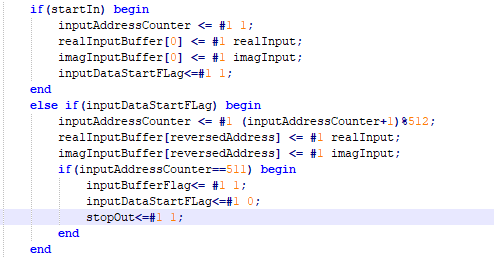 if(startIn) begin
inputAddressCounter <= #1 1;
realInputBuffer[0] <= #1 realInput;
imagInputBuffer[0] <= #1 imagInput;
inputDataStartFLag<=#1 1;
end
else if(inputDataStartFLag) begin
inputAddressCounter <= #1 (inputAddressCounter+1)%512;
realInputBuffer[reversedAddress] <= #1 realInput;
imagInputBuffer[reversedAddress] <= #1 imagInput;
if(inputAddressCounter==511) begin
inputBufferFlag<= #1 1;
inputDataStartFLag<=#1 0;
stopOut<=#1 1;
end
end